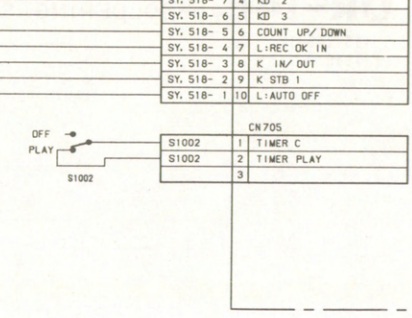 SY. 518- 7 4 KD 2
SY. 518- 6 5 KD 3
SY. 518- 5 6 COUNT UP/ DOWN
SY. 518- 4 7 L:REC OK IN
SY. 518- 3 8 K IN/ OUT
SY. 518- 2 9 K STB 1
SY. 518- 1 10 L:AUTO OFF
CN705
OFF
S1002 1 TIMER C
PLAY
S1002 2 TIMER PLAY
3
S1002